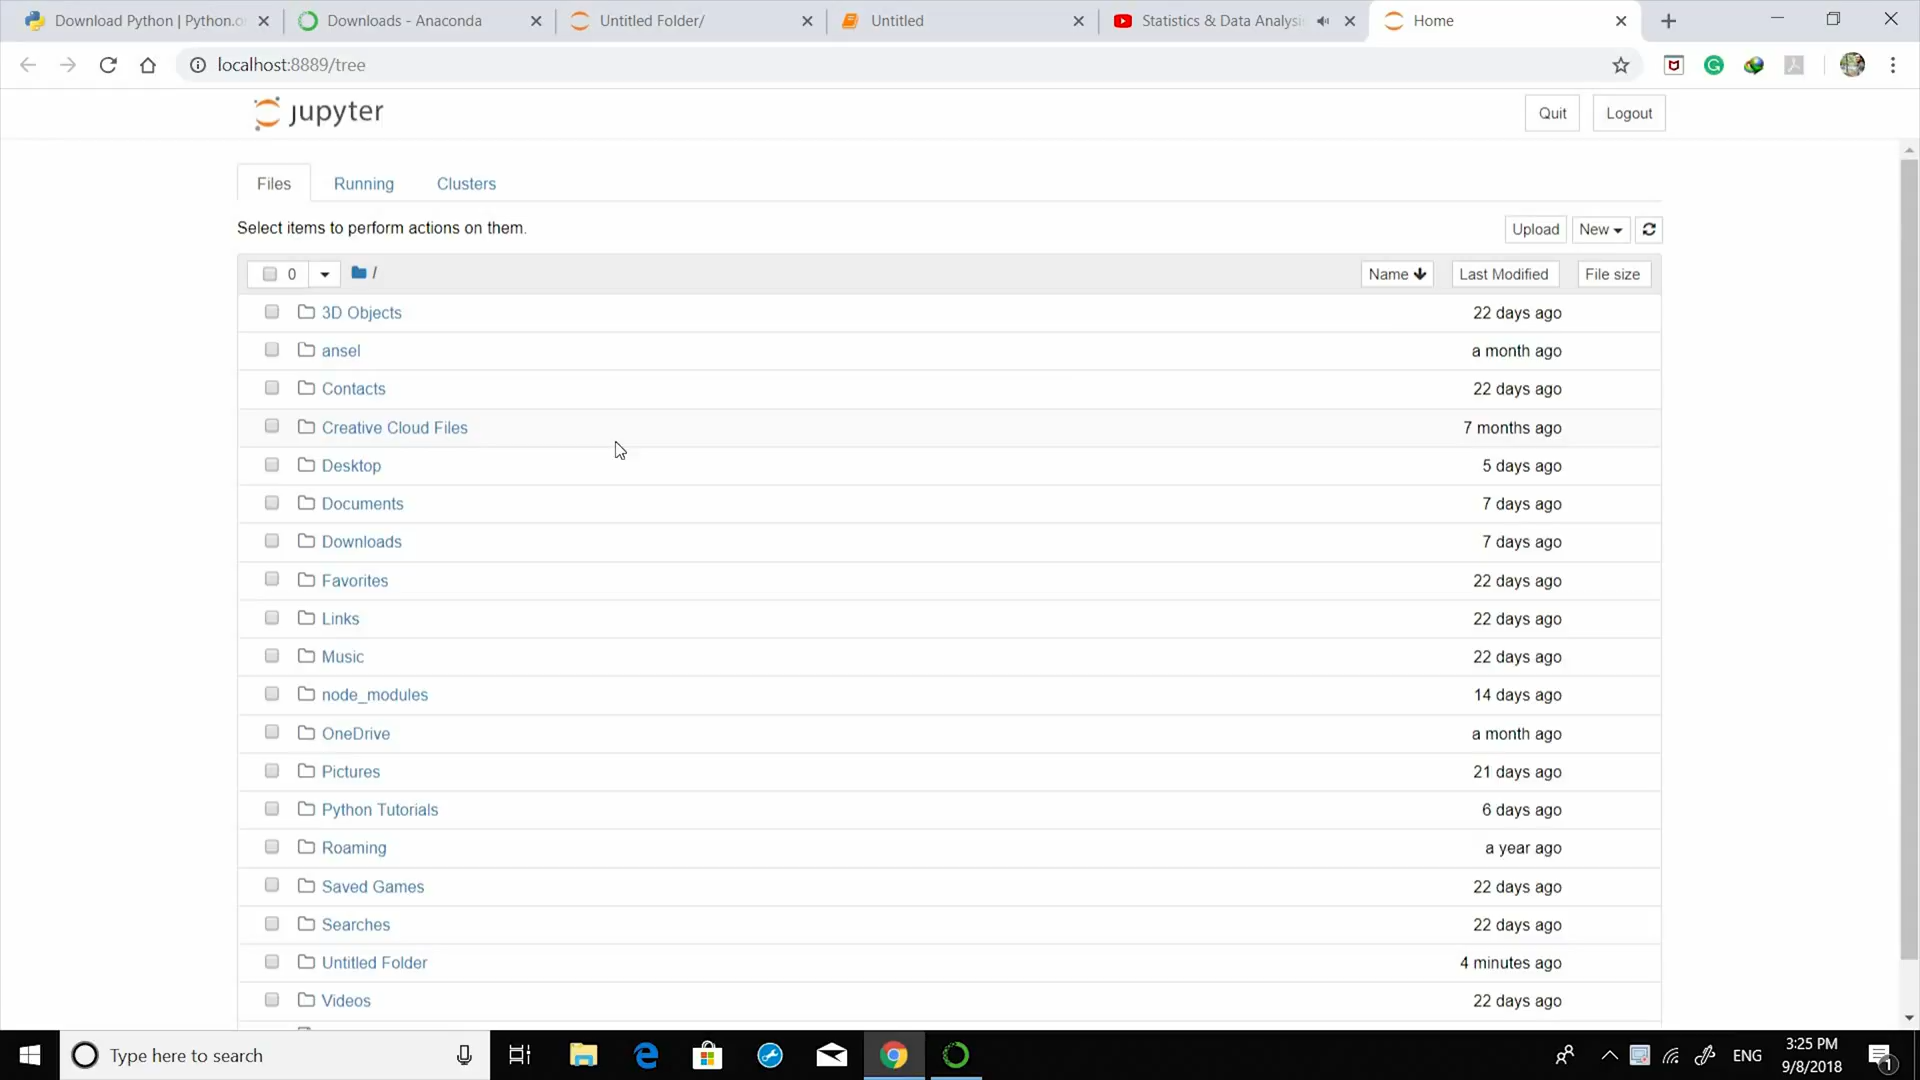 Download Python | Python.o
Downloads - Anaconda
Untitled Folder/
Untitled
Statistics & Data Analysi
Home
localhost:8889/tree
jupyter
Quit
Logout
Files
Running
Clusters
Select items to perform actions on them.
Upload
New
0
/
Name
Last Modified
File size
3D Objects 22 days ago
ansel a month ago
Contacts 22 days ago
Creative Cloud Files 7 months ago
Desktop 5 days ago
Documents 7 days ago
Downloads 7 days ago
Favorites 22 days ago
Links 22 days ago
Music 22 days ago
node_modules 14 days ago
OneDrive a month ago
Pictures 21 days ago
Python Tutorials 6 days ago
Roaming a year ago
Saved Games 22 days ago
Searches 22 days ago
Untitled Folder 4 minutes ago
Videos 22 days ago
Type here to search
ENG
3:25 PM
9/8/2018
1